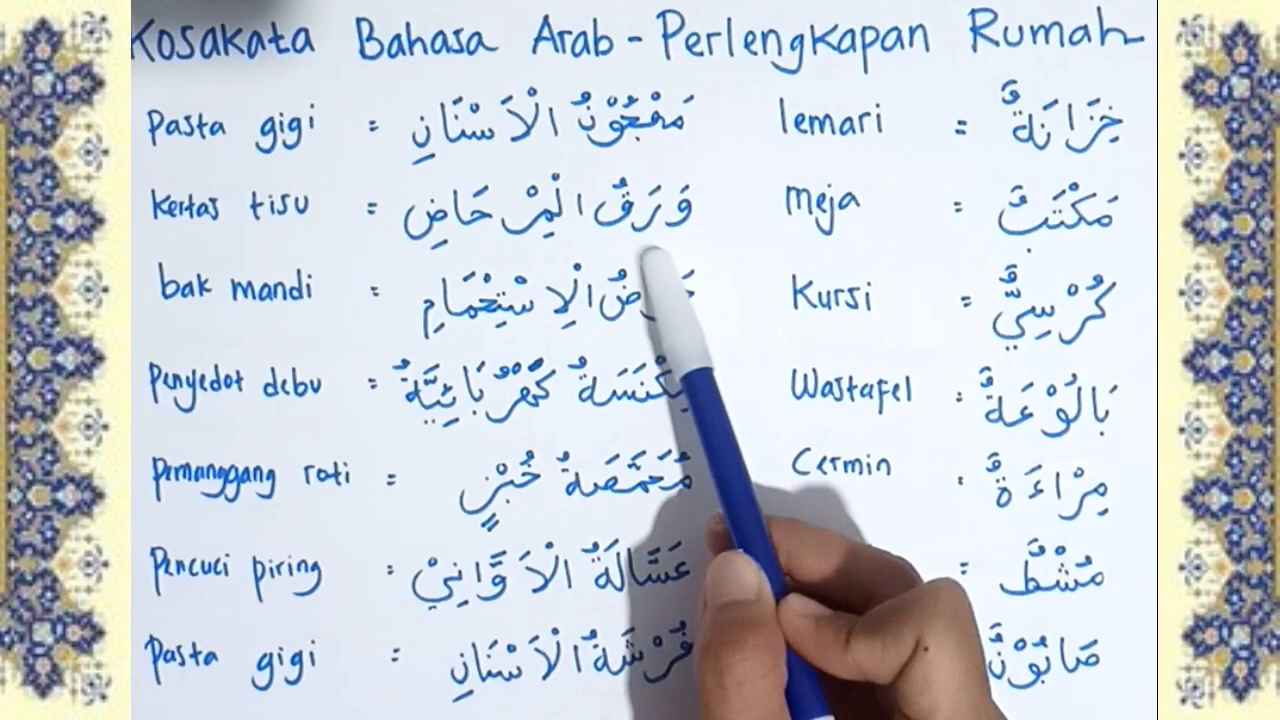 Kosakata Bahasa Arab - Perlengkapan Rumah
Pasta gigi = مَعْجُوْنُ الْاَسْنَانِ
lemari = خِزَانَةٌ
Kertas tisu = وَرَقُ الْمِرْحَاضِ
Meja = مَكْتَبٌ
bak mandi = الْاِسْتِحْمَامِ
Kursi = كُرْسِيٌّ
Penyedot debu = مِكْنَسَةٌ كَهْرُبَائِيَّةٌ
Wastafel = بَالُوْعَةٌ
Pemanggang roti = مُحَمَّصَةُ خُبْزٍ
Cermin = مِرْاءَةٌ
Pencuci piring = غَسَّالَةُ الْاَوَّانِيْ
= مُشْطٌ
Pasta gigi = فُرْشَةُ الْاَسْنَانِ
صَابُوْنٌ